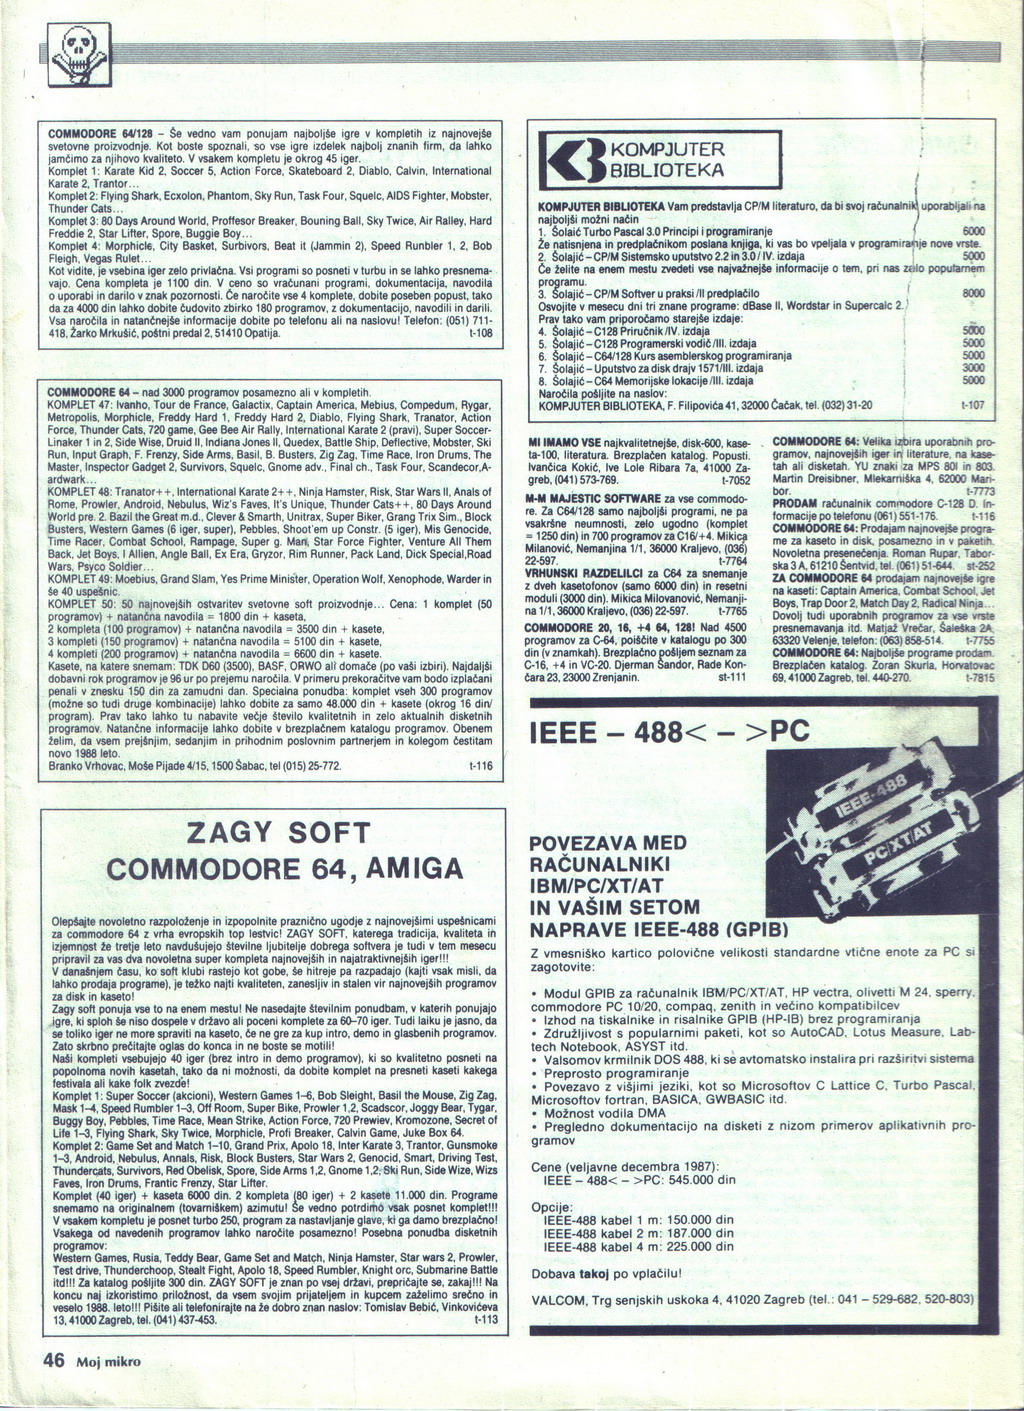 COMMODORE 64/128 – Še vedno vam ponujam najboljše igre v kompletih iz najnovejše
svetovne proizvodnje. Kot boste spoznali, so vse igre izdelek najbolj znanih firm, da lahko
jamčimo za njihovo kvaliteto. V vsakem kompletu je okrog 45 iger.
Komplet 1: Karate Kid 2, Soccer 5, Action Force, Skateboard 2, Diablo, Calvin, International
Karate 2, Trantor...
Komplet 2: Flying Shark, Ecxolon, Phantom, Sky Run, Task Four, Squelc, AIDS Fighter, Mobster,
Thunder Cats...
Komplet 3: 80 Days Around World, Proffesor Breaker, Bouning Ball, Sky Twice, Air Ralley, Hard
Freddie 2, Star Lifter, Spore, Buggie Boy...
Komplet 4: Morphicle, City Basket, Surbivors, Beat it (Jammin 2), Speed Runbler 1, 2, Bob
Fleigh, Vegas Rulet...
Kot vidite, je vsebina iger zelo privlačna. Vsi programi so posneti v turbu in se lahko presnema-
vajo. Cena kompleta je 1100 din. V ceno so vračunani programi, dokumentacija, navodila
o uporabi in darilo v znak pozornosti. Če naročite vse 4 komplete, dobite poseben popust, tako
da za 4000 din lahko dobite čudovito zbirko 180 programov, z dokumentacijo, navodili in darili.
Vsa naročila in natančnejše informacije dobite po telefonu ali na naslovu! Telefon: (051) 711-
418, Žarko Mrkušić, poštni predal 2, 51410 Opatija. t-108
COMMODORE 64 – nad 3000 programov posamezno ali v kompletih.
KOMPLET 47: Ivanho, Tour de France, Galactix, Captain America, Mebius, Compedum, Rygar,
Metropolis, Morphicle, Freddy Hard 1, Freddy Hard 2, Diablo, Flying Shark, Tranator, Action
Force, Thunder Cats, 720 game, Gee Bee Air Rally, International Karate 2 (pravi), Super Soccer-
Linaker 1 in 2, Side Wise, Druid II, Indiana Jones II, Quedex, Battle Ship, Deflective, Mobster, Ski
Run, Input Graph, F. Frenzy, Side Arms, Basil, B. Busters, Zig Zag, Time Race, Iron Drums, The
Master, Inspector Gadget 2, Survivors, Squelc, Gnome adv., Final ch., Task Four, Scandecor,A-
ardwark...
KOMPLET 48: Tranator++, International Karate 2++, Ninja Hamster, Risk, Star Wars II, Anals of
Rome, Prowler, Android, Nebulus, Wiz's Faves, It's Unique, Thunder Cats++, 80 Days Around
World pre. 2. Bazil the Great m.d., Clever & Smarth, Unitrax, Super Biker, Grang Trix Sim., Block
Busters, Western Games (6 iger, super), Pebbles, Shoot'em up Constr. (5 iger), Mis Genocide,
Time Racer, Combat School, Rampage, Super g. Man, Star Force Fighter, Venture All Them
Back, Jet Boys, I Allien, Angle Ball, Ex Era, Gryzor, Rim Runner, Pack Land, Dick Special,Road
Wars, Psyco Soldier...
KOMPLET 49: Moebius, Grand Slam, Yes Prime Minister, Operation Wolf, Xenophode, Warder in
še 40 uspešnic.
KOMPLET 50: 50 najnovejših ostvaritev svetovne soft proizvodnje... Cena: 1 komplet (50
programov) + natančna navodila = 1800 din + kaseta,
2 kompleta (100 programov) + natančna navodila = 3500 din + kasete,
3 kompleti (150 programov) + natančna navodila = 5100 din + kasete,
4 kompleti (200 programov) + natančna navodila = 6600 din + kasete.
Kasete, na katere snemam: TDK D60 (3500), BASF, ORWO ali domače (po vaši izbiri). Najdaljši
dobavni rok programov je 96 ur po prejemu naročila. V primeru prekoračitve vam bodo izplačani
penali v znesku 150 din za zamudni dan. Specialna ponudba: komplet vseh 300 programov
(možne so tudi druge kombinacije) lahko dobite za samo 48.000 din + kasete (okrog 16 din/
program). Prav tako lahko tu nabavite večje število kvalitetnih in zelo aktualnih disketnih
programov. Natančne informacije lahko dobite v brezplačnem katalogu programov. Obenem
želim, da vsem prejšnjim, sedanjim in prihodnim poslovnim partnerjem in kolegom čestitam
novo 1988 leto.
Branko Vrhovac, Moše Pijade 4/15, 1500 Šabac, tel (015) 25-772. t-116
ZAGY SOFT
COMMODORE 64, AMIGA
Olepšajte novoletno razpoloženje in izpopolnite praznično ugodje z najnovejšimi uspešnicami
za commodore 64 z vrha evropskih top lestvic! ZAGY SOFT, katerega tradicija, kvaliteta in
izjemnost že tretje leto navdušujejo številne ljubitelje dobrega softvera je tudi v tem mesecu
pripravil za vas dva novoletna super kompleta najnovejših in najatraktivnejših iger!!!
V današnjem času, ko soft klubi rastejo kot gobe, še hitreje pa razpadajo (kajti vsak misli, da
lahko prodaja programe), je težko najti kvaliteten, zanesljiv in stalen vir najnovejših programov
za disk in kaseto!
Zagy soft ponuja vse to na enem mestu! Ne nasedajte številnim ponudbam, v katerih ponujajo
igre, ki sploh še niso dospele v državo ali poceni komplete za 60–70 iger. Tudi laiku je jasno, da
se toliko iger ne more spraviti na kaseto, če ne gre za kup intro, demo in glasbenih programov.
Zato skrbno prečitajte oglas do konca in ne boste se motili!
Naši kompleti vsebujejo 40 iger (brez intro in demo programov), ki so kvalitetno posneti na
popolnoma novih kasetah, tako da ni možnosti, da dobite komplet na presneti kaseti kakega
festivala ali kake folk zvezde!
Komplet 1: Super Soccer (akcioni), Western Games 1–6, Bob Sleight, Basil the Mouse, Zig Zag,
Mask 1–4, Speed Rumbler 1–3, Off Room, Super Bike, Prowler 1,2, Scadscor, Joggy Bear, Tygar,
Buggy Boy, Pebbles, Time Race, Mean Strike, Action Force, 720 Prewiev, Kromozone, Secret of
Life 1–3, Flying Shark, Sky Twice, Morphicle, Profi Breaker, Calvin Game, Juke Box 64.
Komplet 2: Game Set and Match 1–10, Grand Prix, Apolo 18, Inter Karate 3, Trantor, Gunsmoke
1–3, Android, Nebulus, Annals, Risk, Block Busters, Star Wars 2, Genocid, Smart, Driving Test,
Thundercats, Survivors, Red Obelisk, Spore, Side Arms 1,2, Gnome 1,2, Ski Run, Side Wize, Wizs
Faves, Iron Drums, Frantic Frenzy, Star Lifter.
Komplet (40 iger) + kaseta 6000 din. 2 kompleta (80 iger) + 2 kasete 11.000 din. Programe
snemamo na originalnem (tovarniškem) azimutu! Še vedno potrdimo vsak posnet komplet!!!
V vsakem kompletu je posnet turbo 250, program za nastavljanje glave, ki ga damo brezplačno!
Vsakega od navedenih programov lahko naročite posamezno! Posebna ponudba disketnih
programov:
Western Games, Rusia, Teddy Bear, Game Set and Match, Ninja Hamster, Star wars 2, Prowler,
Test drive, Thunderchoop, Stealt Fight, Apolo 18, Speed Rumbler, Knight orc, Submarine Battle
itd!!! Za katalog pošljite 300 din. ZAGY SOFT je znan po vsej državi, prepričajte se, zakaj!!! Na
koncu naj izkoristimo priložnost, da vsem svojim prijateljem in kupcem zaželimo srečno in
veselo 1988. leto!!! Pišite ali telefonirajte na že dobro znan naslov: Tomislav Bebić, Vinkovićeva
13, 41000 Zagreb, tel. (041) 437-453. t-113
46 Moj mikro
KOMPJUTER
BIBLIOTEKA
KOMPJUTER BIBLIOTEKA Vam predstavlja CP/M literaturo, da bi svoj računalnik uporabljali na
najboljši možni način
1. Šolaić Turbo Pascal 3.0 Principi i programiranje 6000
Že natisnjena in predplačnikom poslana knjiga, ki vas bo vpeljala v programiranje nove vrste.
2. Šolajić – CP/M Sistemsko uputstvo 2.2 in 3.0 / IV. izdaja 5000
Če želite na enem mestu zvedeti vse najvažnejše informacije o tem, pri nas zelo popularnem
programu.
3. Šolajić – CP/M Softver u praksi /II predplačilo 8000
Osvojite v mesecu dni tri znane programe: dBase II, Wordstar in Supercalc 2.
Prav tako vam priporočamo starejše izdaje:
4. Šolajić – C128 Priručnik /IV. izdaja 5000
5. Šolajić – C128 Programerski vodič /III. izdaja 5000
6. Šolajić – C64/128 Kurs asemblerskog programiranja 5000
7. Šolajić – Uputstvo za disk drajv 1571/III. izdaja 3000
8. Šolajić – C64 Memorijske lokacije /III. izdaja 5000
Naročila pošljite na naslov:
KOMPJUTER BIBLIOTEKA, F. Filipovića 41, 32000 Čačak, tel. (032) 31-20 t-107
MI IMAMO VSE najkvalitetnejše, disk-600, kase-
ta-100, literatura. Brezplačen katalog. Popusti.
Ivančica Kokić, Ive Lole Ribara 7a, 41000 Za-
greb, (041) 573-769. t-7052
M-M MAJESTIC SOFTWARE za vse commodo-
re. Za C64/128 samo najboljši programi, ne pa
vsakršne neumnosti, zelo ugodno (komplet
= 1250 din) in 700 programov za C16/+4. Mikica
Milanović, Nemanjina 1/1, 36000 Kraljevo, (036)
22-597. t-7764
VRHUNSKI RAZDELILCI za C64 za snemanje
z dveh kasetofonov (samo 6000 din) in resetni
moduli (3000 din). Mikica Milovanović, Nemanji-
na 1/1, 36000 Kraljevo, (036) 22-597. t-7765
COMMODORE 20, 16, +4 64, 128! Nad 4500
programov za C-64, poiščite v katalogu po 300
din (v znamkah). Brezplačno pošljem seznam za
C-16, +4 in VC-20. Djerman Šandor, Rade Kon-
čara 23, 23000 Zrenjanin. st-111
COMMODORE 64: Velika izbira uporabnih pro-
gramov, najnovejših iger in literature, na kase-
tah ali disketah. YU znaki za MPS 801 in 803.
Martin Dreisibner, Mlekarniška 4, 62000 Mari-
bor. t-7773
PRODAM računalnik commodore C-128 D. In-
formacije po telefonu (061) 551-176. t-116
COMMODORE 64: Prodajam najnovejše progra-
me za kaseto in disk, posamezno in v paketih.
Novoletna presenečenja. Roman Rupar, Tabor-
ska 3 A, 61210 Šentvid, tel. (061) 51-644. st-252
ZA COMMODORE 64 prodajam najnovejše igre
na kaseti: Captain America, Combat School, Jet
Boys, Trap Door 2, Match Day 2, Radical Ninja...
Dovolj tudi uporabnih programov za vse vrste
presnemavanja itd. Matjaž Vrečar, Šaleška 2A,
63320 Velenje, telefon: (063) 858-514. t-7755
COMMODORE 64: Najboljše programe prodam.
Brezplačen katalog. Zoran Skurla, Horvatovac
69, 41000 Zagreb, tel. 440-270. t-7815
IEEE – 488< – >PC
IEEE-488
PC/XT/AT
POVEZAVA MED
RAČUNALNIKI
IBM/PC/XT/AT
IN VAŠIM SETOM
NAPRAVE IEEE-488 (GPIB)
Z vmesniško kartico polovične velikosti standardne vtične enote za PC si
zagotovite:
• Modul GPIB za računalnik IBM/PC/XT/AT, HP vectra, olivetti M 24, sperry,
commodore PC 10/20, compaq, zenith in večino kompatibilcev
• Izhod na tiskalnike in risalnike GPIB (HP-IB) brez programiranja
• Združljivost s popularnimi paketi, kot so AutoCAD, Lotus Measure, Lab-
tech Notebook, ASYST itd.
• Valsomov krmilnik DOS 488, ki se avtomatsko instalira pri razširitvi sistema
• Preprosto programiranje
• Povezavo z višjimi jeziki, kot so Microsoftov C Lattice C, Turbo Pascal,
Microsoftov fortran, BASICA, GWBASIC itd.
• Možnost vodila DMA
• Pregledno dokumentacijo na disketi z nizom primerov aplikativnih pro-
gramov
Cene (veljavne decembra 1987):
IEEE – 488< – >PC: 545.000 din
Opcije:
IEEE-488 kabel 1 m: 150.000 din
IEEE-488 kabel 2 m: 187.000 din
IEEE-488 kabel 4 m: 225.000 din
Dobava takoj po vplačilu!
VALCOM, Trg senjskih uskoka 4, 41020 Zagreb (tel.: 041 – 529-682, 520-803)